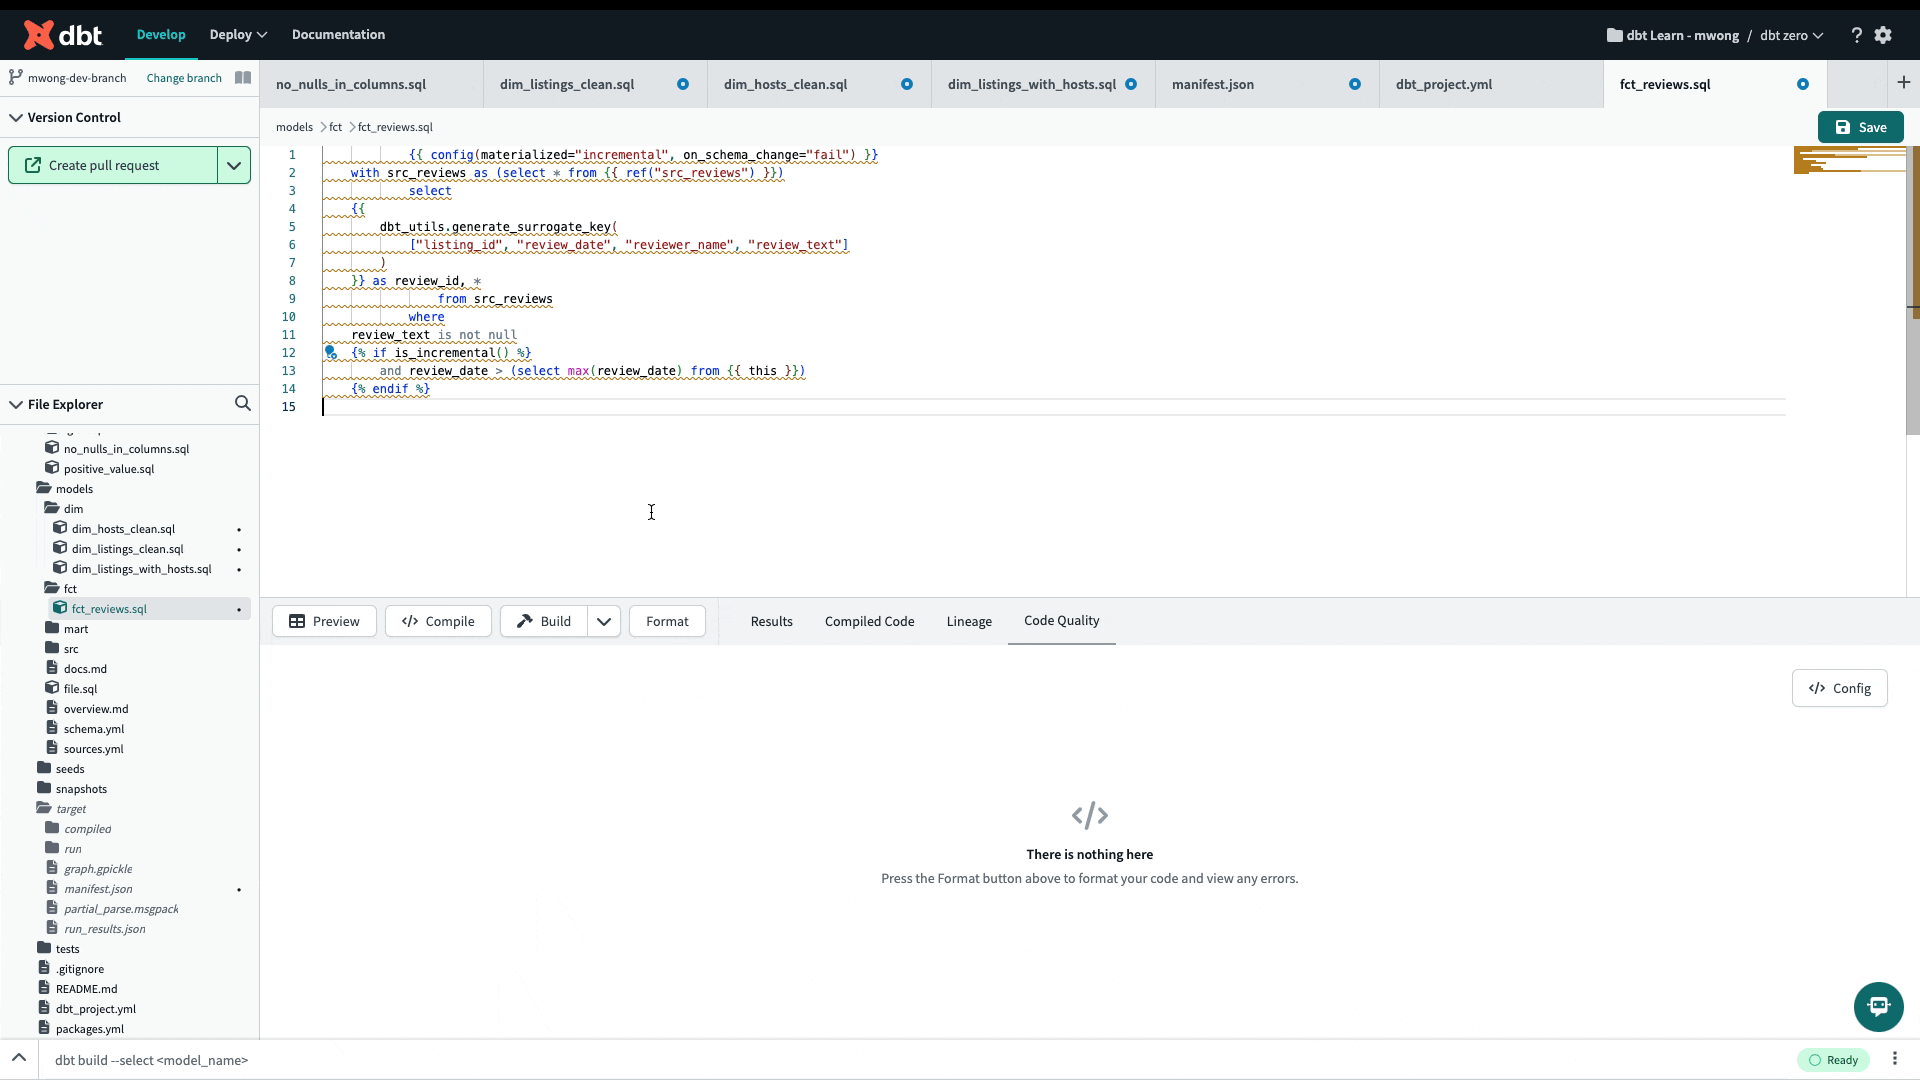 dbt
Develop
Deploy
Documentation
dbt Learn - mwong / dbt zero
?
mwong-dev-branch
Change branch
no_nulls_in_columns.sql
dim_listings_clean.sql
dim_hosts_clean.sql
dim_listings_with_hosts.sql
manifest.json
dbt_project.yml
fct_reviews.sql
+
Version Control
models > fct > fct_reviews.sql
Save
Create pull request
1 {{ config(materialized="incremental", on_schema_change="fail") }}
2 with src_reviews as (select * from {{ ref("src_reviews") }})
3 select
4 {{
5 dbt_utils.generate_surrogate_key(
6 ["listing_id", "review_date", "reviewer_name", "review_text"]
7 )
8 }} as review_id, *
9 from src_reviews
10 where
11 review_text is not null
12 {% if is_incremental() %}
13 and review_date > (select max(review_date) from {{ this }})
14 {% endif %}
15
File Explorer
no_nulls_in_columns.sql
positive_value.sql
models
dim
dim_hosts_clean.sql •
dim_listings_clean.sql •
dim_listings_with_hosts.sql •
fct
fct_reviews.sql •
mart
src
docs.md
file.sql
overview.md
schema.yml
sources.yml
seeds
snapshots
target
compiled
run
graph.gpickle
manifest.json •
partial_parse.msgpack
run_results.json
tests
.gitignore
README.md
dbt_project.yml
packages.yml
Preview
</> Compile
Build
Format
Results
Compiled Code
Lineage
Code Quality
</> Config
</>
There is nothing here
Press the Format button above to format your code and view any errors.
dbt build --select <model_name>
Ready